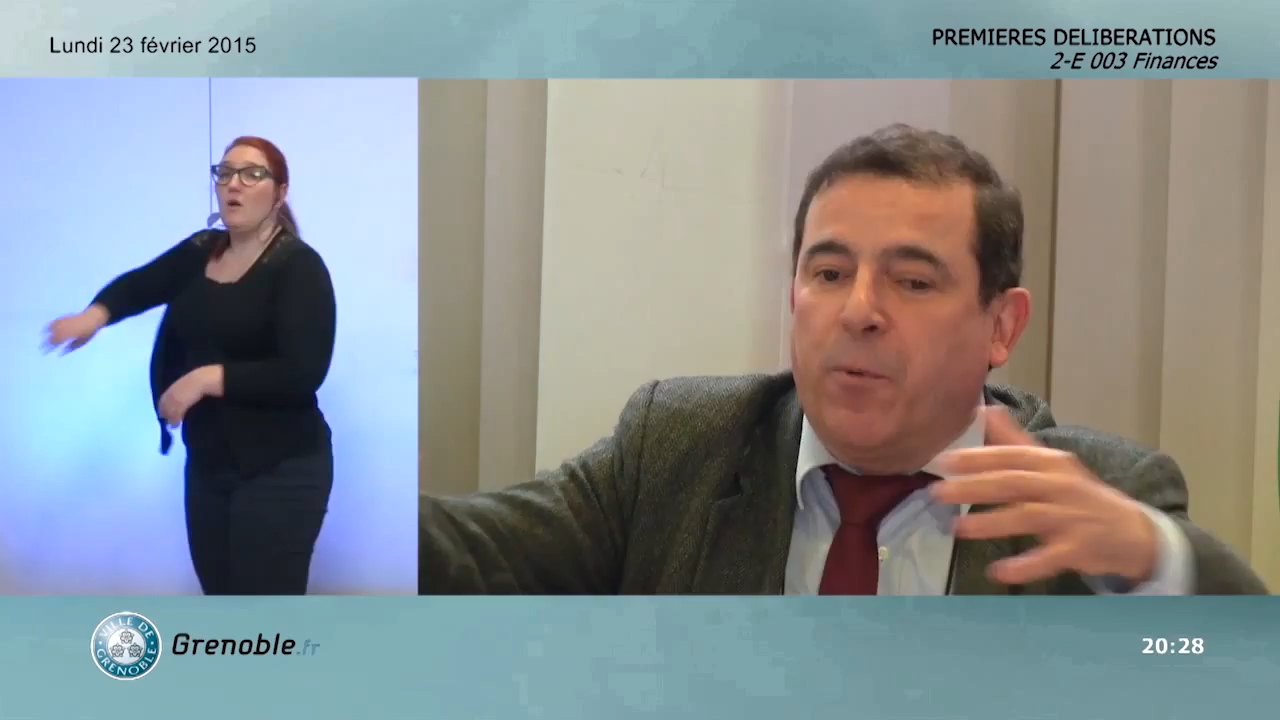 Lundi 23 février 2015
PREMIERES DELIBERATIONS
2-E 003 Finances
VILLE DE
GRENOBLE
Grenoble.fr
20:28